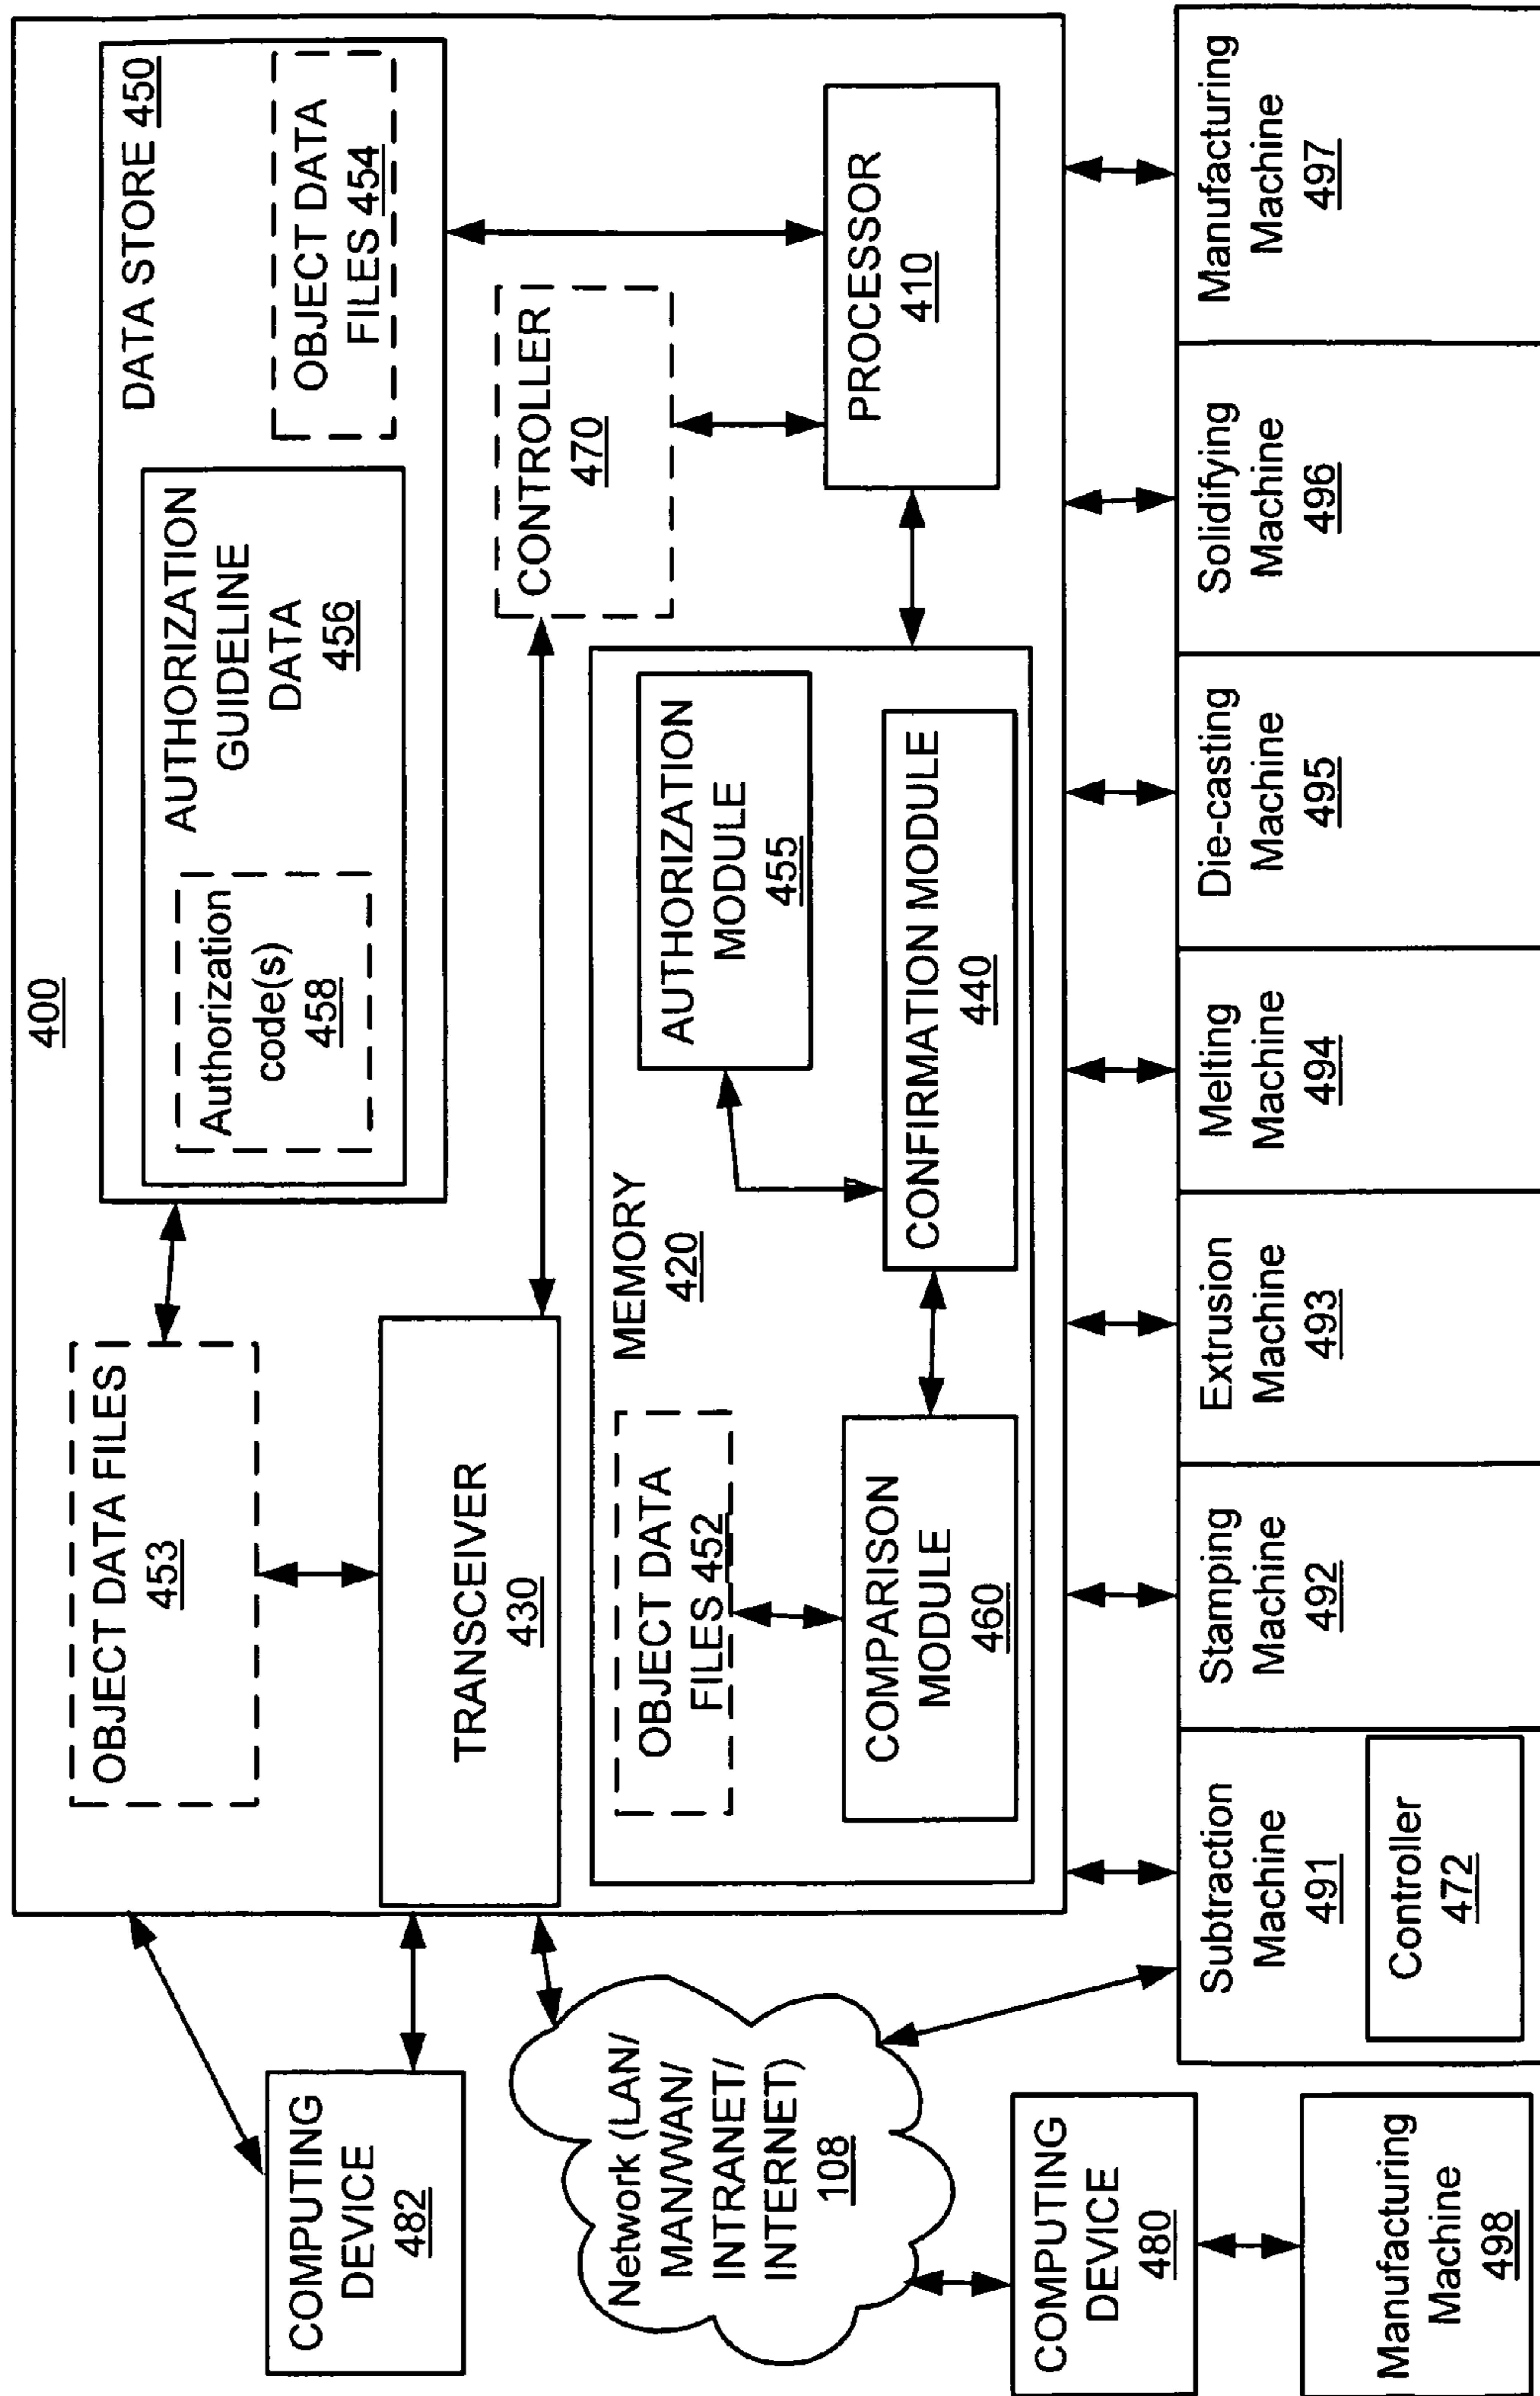 400
DATA STORE 450
OBJECT DATA
FILES 454
AUTHORIZATION
GUIDELINE
DATA
456
Authorization
code(s)
458
OBJECT DATA FILES
453
TRANSCEIVER
430
CONTROLLER
470
PROCESSOR
410
MEMORY
420
AUTHORIZATION
MODULE
455
CONFIRMATION MODULE
440
OBJECT DATA
FILES 452
COMPARISON
MODULE
460
COMPUTING
DEVICE
482
Network (LAN/
MAN/WAN/
INTRANET/
INTERNET)
108
COMPUTING
DEVICE
480
Manufacturing
Machine
498
Subtraction
Machine
491
Controller
472
Stamping
Machine
492
Extrusion
Machine
493
Melting
Machine
494
Die-casting
Machine
495
Solidifying
Machine
496
Manufacturing
Machine
497